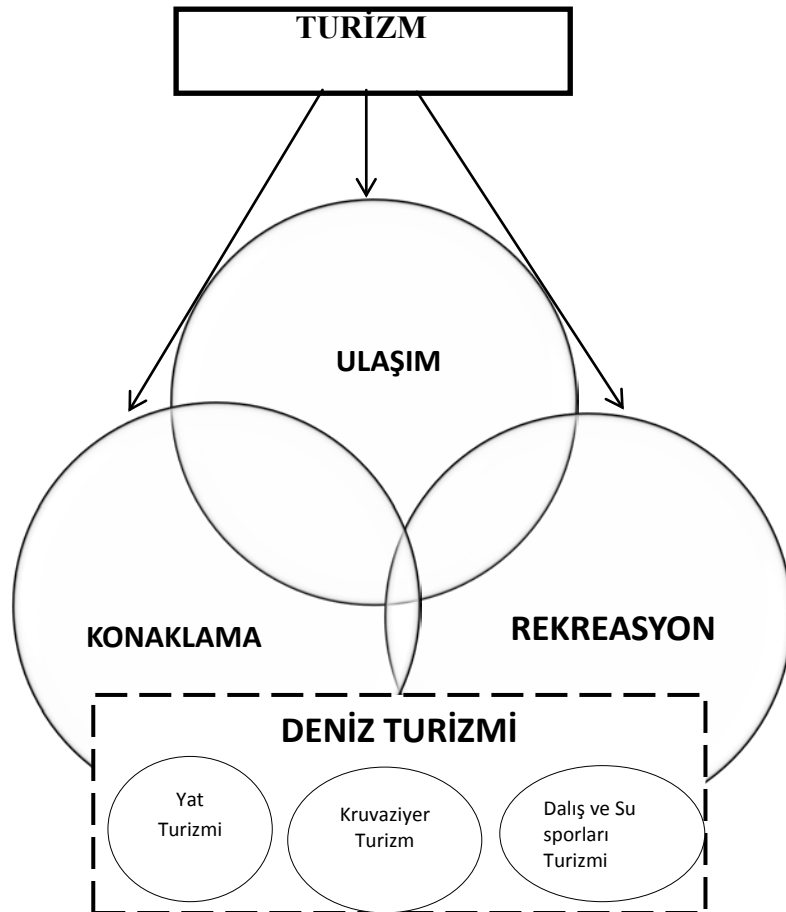 TURİZM
ULAŞIM
KONAKLAMA
REKREASYON
DENİZ TURİZMİ
Yat
Turizmi
Kruvaziyer
Turizm
Dalış ve Su
sporları
Turizmi